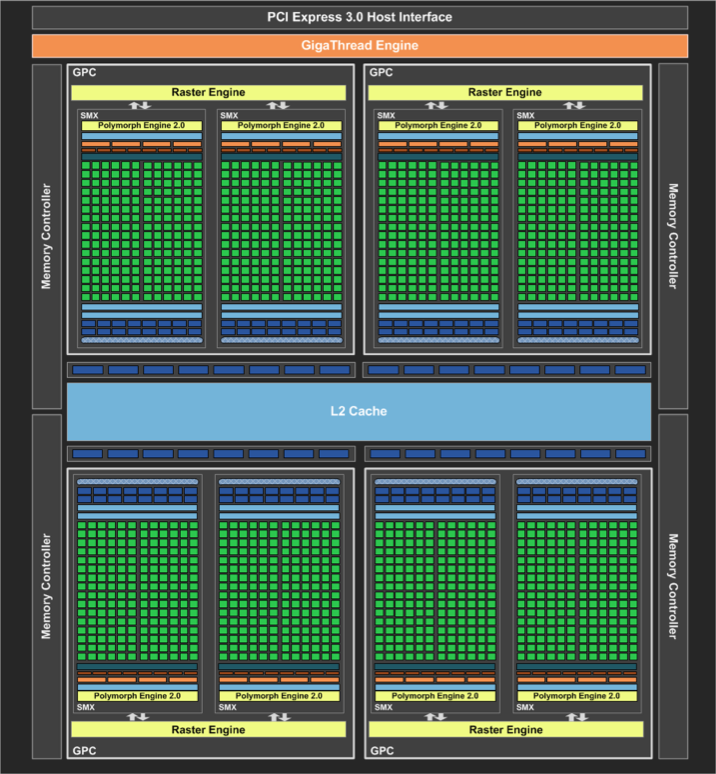 PCI Express 3.0 Host Interface
GigaThread Engine
GPC
GPC
Raster Engine
Raster Engine
SMX
SMX
SMX
SMX
Polymorph Engine 2.0
Polymorph Engine 2.0
Polymorph Engine 2.0
Polymorph Engine 2.0
Memory Controller
Memory Controller
L2 Cache
Memory Controller
Memory Controller
Polymorph Engine 2.0
Polymorph Engine 2.0
Polymorph Engine 2.0
Polymorph Engine 2.0
SMX
SMX
SMX
SMX
Raster Engine
Raster Engine
GPC
GPC